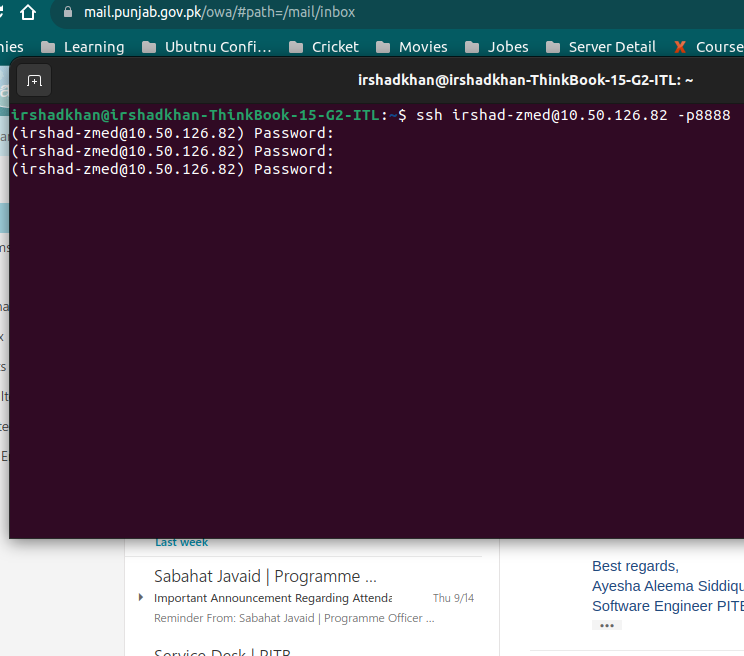 mail.punjab.gov.pk/owa/#path=/mail/inbox
nies Learning Ubutnu Confi... Cricket Movies Jobes Server Detail X Course
irshadkhan@irshadkhan-ThinkBook-15-G2-ITL: ~
irshadkhan@irshadkhan-ThinkBook-15-G2-ITL:~$ ssh irshad-zmed@10.50.126.82 -p8888
(irshad-zmed@10.50.126.82) Password:
(irshad-zmed@10.50.126.82) Password:
(irshad-zmed@10.50.126.82) Password:
Last week
Sabahat Javaid | Programme ...
Important Announcement Regarding Attenda
Thu 9/14
Reminder From: Sabahat Javaid | Programme Officer ...
Service Desk | PITB
Best regards,
Ayesha Aleema Siddiqu
Software Engineer PITB